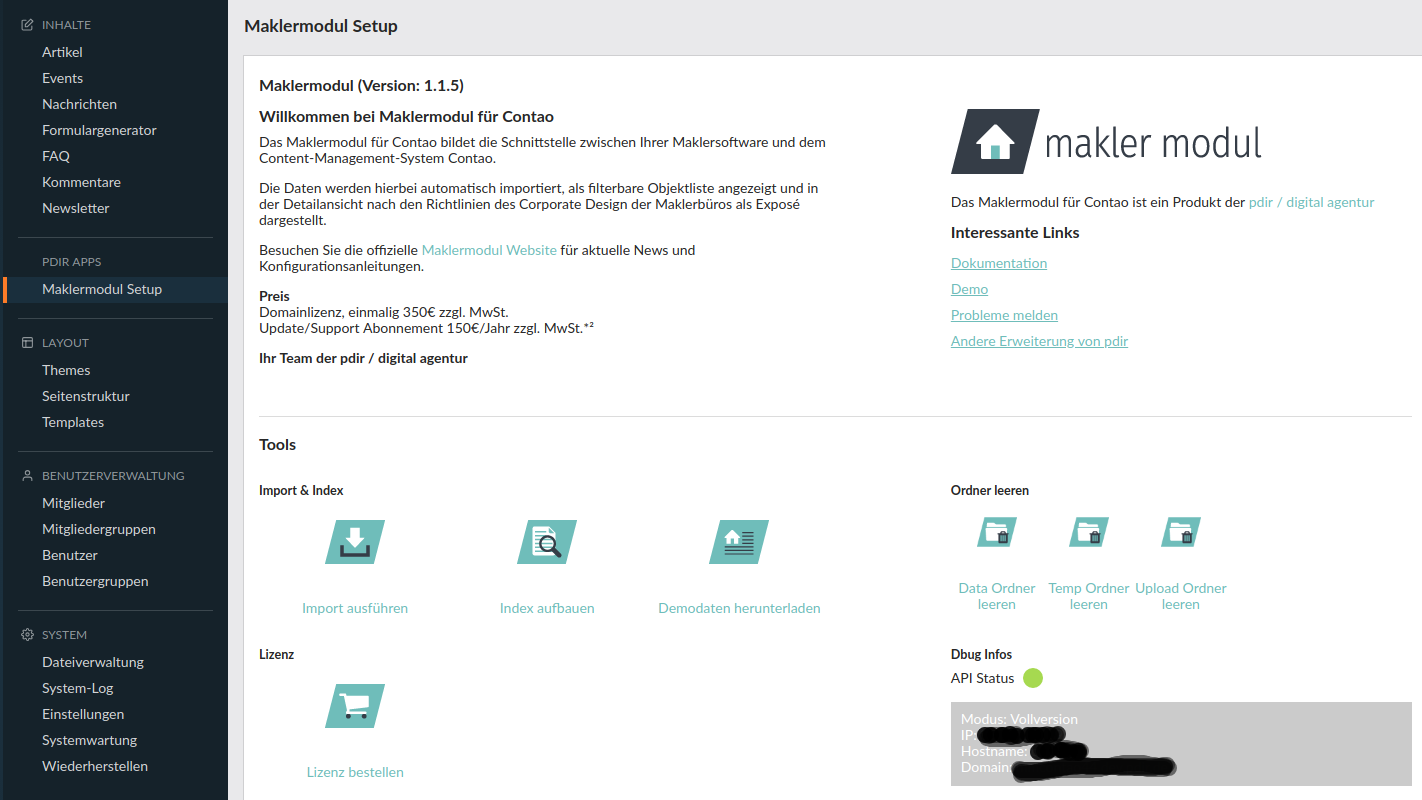 INHALTE
Artikel
Events
Nachrichten
Formulargenerator
FAQ
Kommentare
Newsletter
PDIR APPS
Maklermodul Setup
LAYOUT
Themes
Seitenstruktur
Templates
BENUTZERVERWALTUNG
Mitglieder
Mitgliedergruppen
Benutzer
Benutzergruppen
SYSTEM
Dateiverwaltung
System-Log
Einstellungen
Systemwartung
Wiederherstellen
Maklermodul Setup
Maklermodul (Version: 1.1.5)
Willkommen bei Maklermodul für Contao
Das Maklermodul für Contao bildet die Schnittstelle zwischen Ihrer Maklersoftware und dem
Content-Management-System Contao.
Die Daten werden hierbei automatisch importiert, als filterbare Objektliste angezeigt und in
der Detailansicht nach den Richtlinien des Corporate Design der Maklerbüros als Exposé
dargestellt.
Besuchen Sie die offizielle Maklermodul Website für aktuelle News und
Konfigurationsanleitungen.
Preis
Domainlizenz, einmalig 350€ zzgl. MwSt.
Update/Support Abonnement 150€/Jahr zzgl. MwSt.*²
Ihr Team der pdir / digital agentur
makler modul
Das Maklermodul für Contao ist ein Produkt der pdir / digital agentur
Interessante Links
Dokumentation
Demo
Probleme melden
Andere Erweiterung von pdir
Tools
Import & Index
Import ausführen
Index aufbauen
Demodaten herunterladen
Ordner leeren
Data Ordner
leeren
Temp Ordner
leeren
Upload Ordner
leeren
Lizenz
Lizenz bestellen
Dbug Infos
API Status
Modus: Vollversion
IP:
Hostname:
Domain: